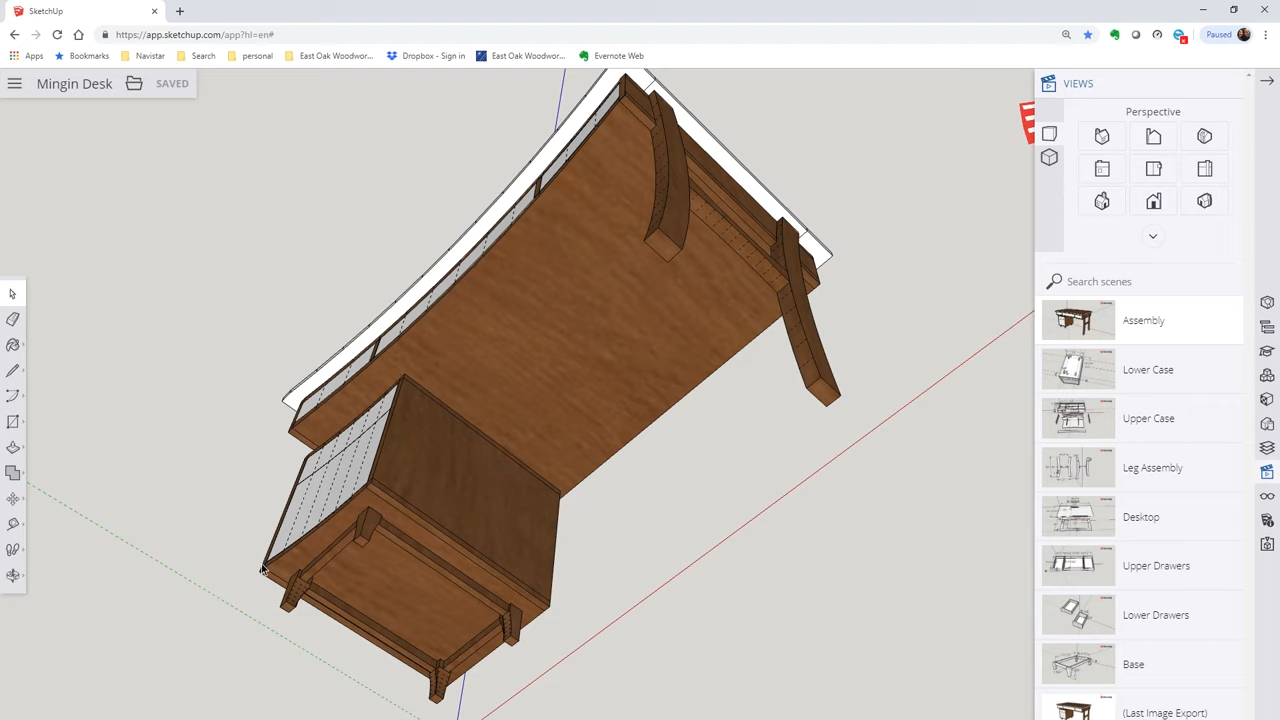 SketchUp
https://app.sketchup.com/app?hl=en#
Paused
Apps
Bookmarks
Navistar
Search
personal
East Oak Woodwor...
Dropbox - Sign in
East Oak Woodwor...
Evernote Web
Mingin Desk
SAVED
VIEWS
Perspective
Search scenes
Assembly
Lower Case
Upper Case
Leg Assembly
Desktop
Upper Drawers
Lower Drawers
Base
(Last Image Export)